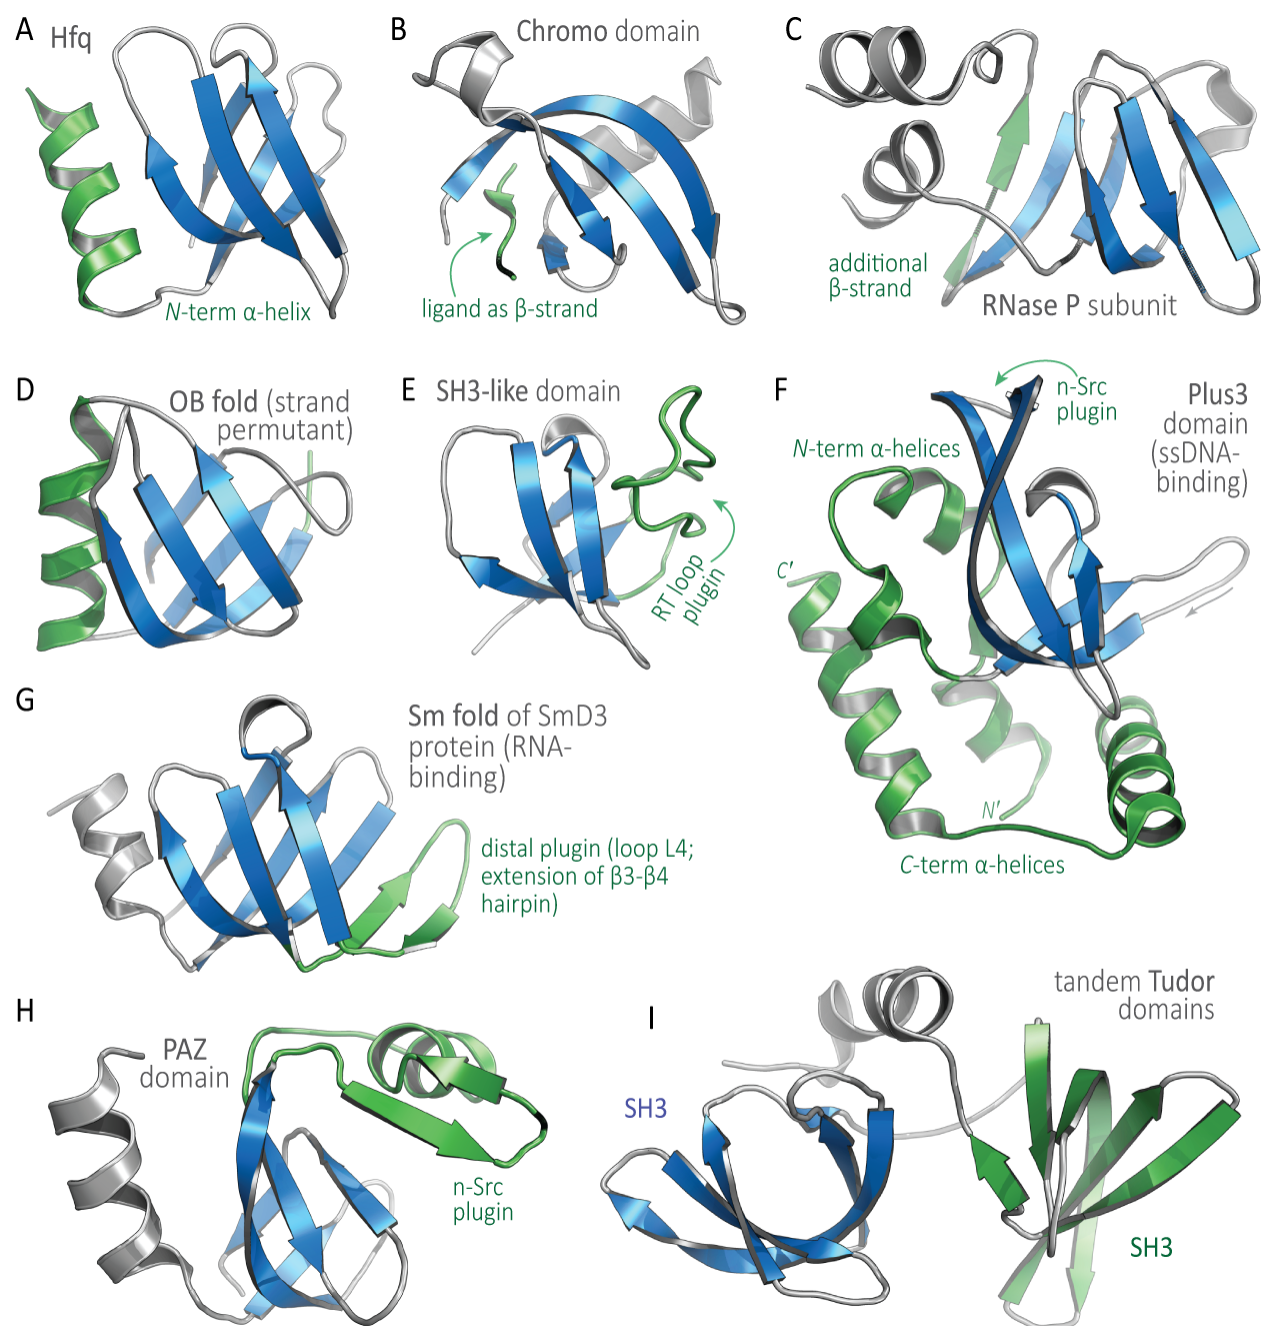 A
Hfq
N-term α-helix
B
Chromo domain
ligand as β-strand
C
additional
β-strand
RNase P subunit
D
OB fold (strand
permutant)
E
SH3-like domain
RT loop
plugin
F
n-Src
plugin
Plus3
domain
(ssDNA-
binding)
N-term α-helices
C′
N′
C-term α-helices
G
Sm fold of SmD3
protein (RNA-
binding)
distal plugin (loop L4;
extension of β3-β4
hairpin)
H
PAZ
domain
n-Src
plugin
I
tandem Tudor
domains
SH3
SH3